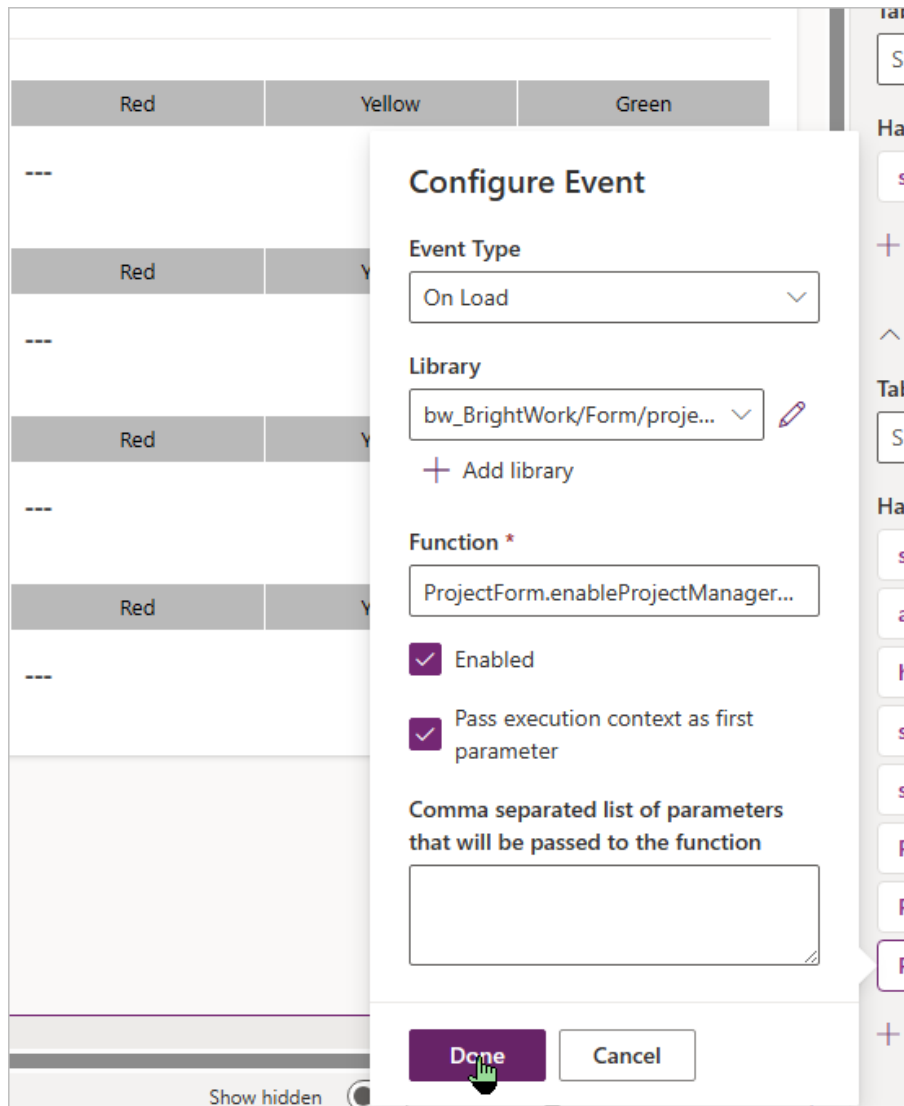 Red Yellow Green
---
Configure Event
Event Type
On Load
Red
---
Library
bw_BrightWork/Form/proje...
Add library
Red
---
Function *
ProjectForm.enableProjectManager...
Red
---
Enabled
Pass execution context as first
parameter
Comma separated list of parameters
that will be passed to the function
Done Cancel
Show hidden